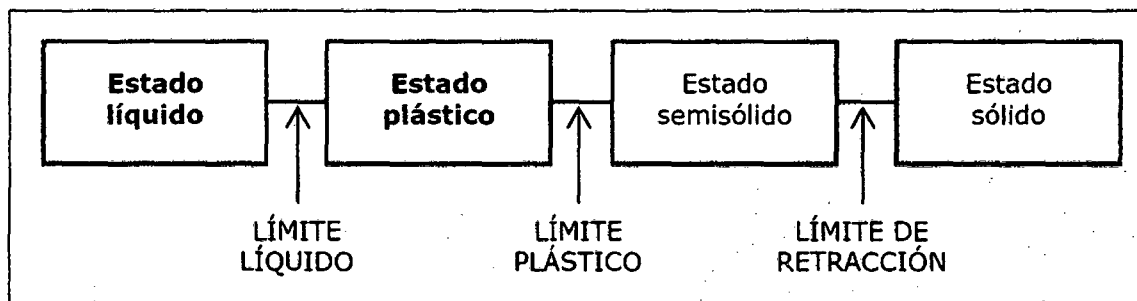 Estado
líquido
Estado
plástico
Estado
semisólido
Estado
sólido
LÍMITE
LÍQUIDO
LÍMITE
PLÁSTICO
LÍMITE DE
RETRACCIÓN